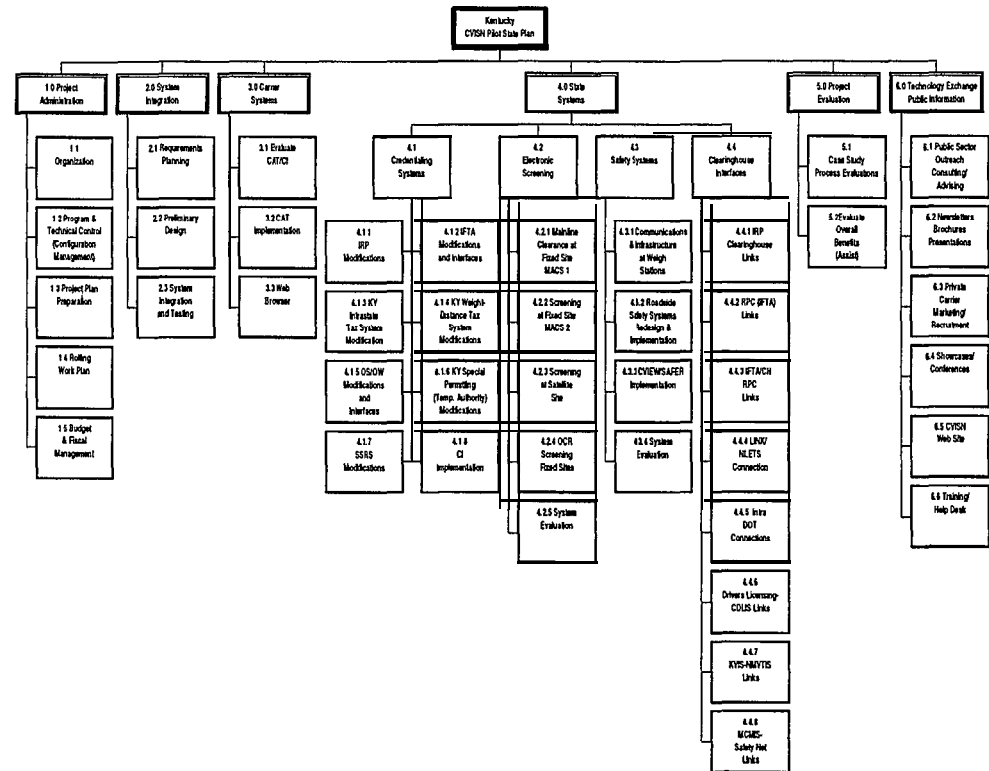 Kentucky
CVISN Pilot State Plan
1 0 Project
Administration
2.0 System
Integration
3.0 Carrier
Systems
4.0 State
Systems
5.0 Project
Evaluation
6.0 Technology Exchange
Public Information
1 1
Organization
1 2 Program &
Technical Control
(Configuration
Management)
1 3 Project Plan
Preparation
1 4 Rolling
Work Plan
1 5 Budget
& Fiscal
Management
2.1 Requirements
Planning
2.2 Preliminary
Design
2.3 System
Integration
and Testing
3.1 Evaluate
CAT/CI
3.2 CAT
Implementation
3.3 Web
Browser
4.1
Credentialing
Systems
4.1 1
IRP
Modifications
4.1 2 IFTA
Modifications
and Interfaces
4.1 3 KY
Intrastate
Tax System
Modification
4.1 4 KY Weight-
Distance Tax
System
Modifications
4.1 5 OS/OW
Modifications
and
Interfaces
4.1.6 KY Special
Permitting
(Temp. Authority)
Modifications
4.1.7
SSRS
Modifications
4.1 8
CI
Implementation
4.2
Electronic
Screening
4.2.1 Mainline
Clearance at
Fixed Site
MACS 1
4.2.2 Screening
at Fixed Site
MACS 2
4.2.3 Screening
at Satellite
Site
4.2.4 OCR
Screening
Fixed Sites
4.2.5 System
Evaluation
4.3
Safety Systems
4.3.1 Communications
& Infrastructure
at Weigh
Stations
4.3.2 Roadside
Safety Systems
Redesign &
Implementation
4.3.3 CVIEW/SAFER
Implementation
4.3.4 System
Evaluation
4.4
Clearinghouse
Interfaces
4.4.1 IRP
Clearinghouse
Links
4.4.2 RPC (IFTA)
Links
4.4.3 IFTA/CH
RPC
Links
4.4.4 LINX/
NLETS
Connection
4.4.5 Intra
DOT
Connections
4.4.6
Drivers Licensing-
CDLIS Links
4.4.7
KYIS-NMVTIS
Links
4.4.8
MCMIS-
Safety Net
Links
5.1
Case Study
Process Evaluations
5.2 Evaluate
Overall
Benefits
(Assist)
6.1 Public Sector
Outreach
Consulting/
Advising
6.2 Newsletters
Brochures
Presentations
6.3 Private
Carrier
Marketing/
Recruitment
6.4 Showcases/
Conferences
6.5 CVISN
Web Site
6.6 Training/
Help Desk